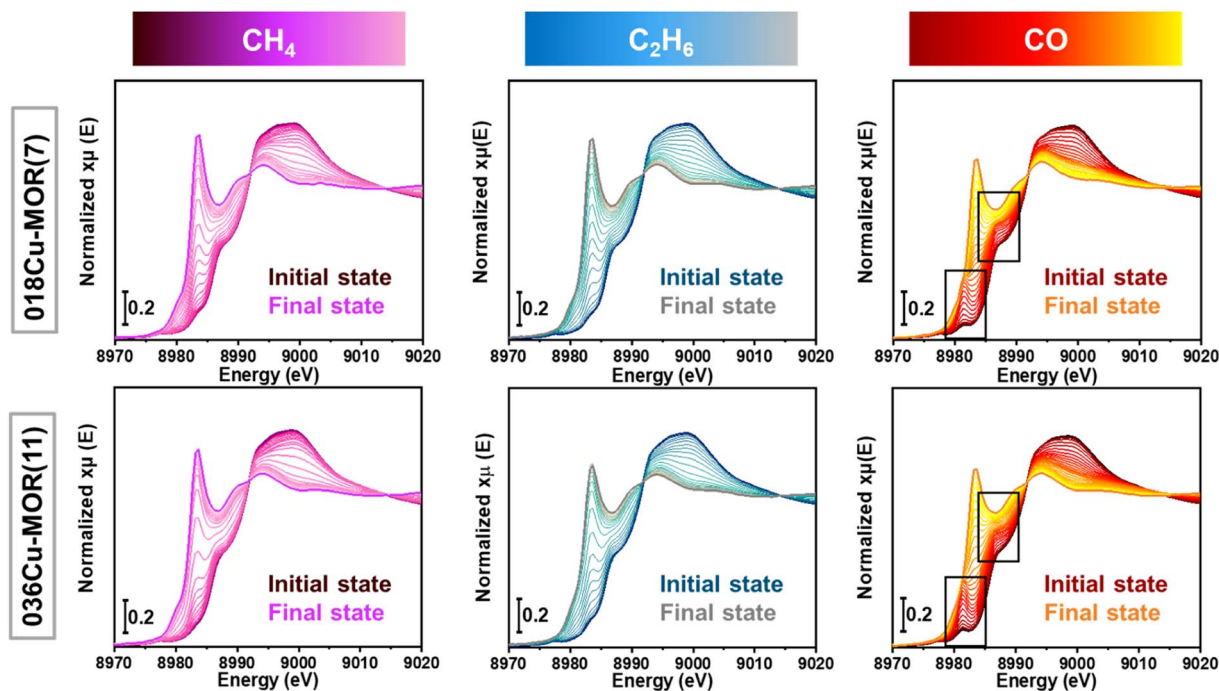 CH₄
C₂H₆
CO
018Cu-MOR(7)
Normalized xμ (E)
0.2
Initial state
Final state
8970 8980 8990 9000 9010 9020
Energy (eV)
Normalized xμ(E)
0.2
Initial state
Final state
8970 8980 8990 9000 9010 9020
Energy (eV)
Normalized xμ(E)
0.2
Initial state
Final state
8970 8980 8990 9000 9010 9020
Energy (eV)
036Cu-MOR(11)
Normalized xμ (E)
0.2
Initial state
Final state
8970 8980 8990 9000 9010 9020
Energy (eV)
Normalized xμ (E)
0.2
Initial state
Final state
8970 8980 8990 9000 9010 9020
Energy (eV)
Normalized xμ(E)
0.2
Initial state
Final state
8970 8980 8990 9000 9010 9020
Energy (eV)